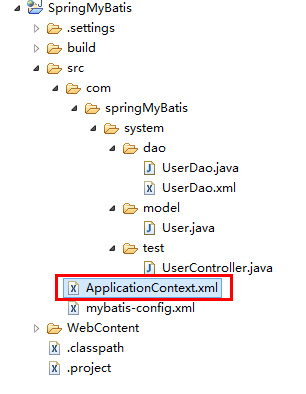 SpringMyBatis
.settings
build
src
com
springMyBatis
system
dao
UserDao.java
UserDao.xml
model
User.java
test
UserController.java
ApplicationContext.xml
mybatis-config.xml
WebContent
.classpath
.project